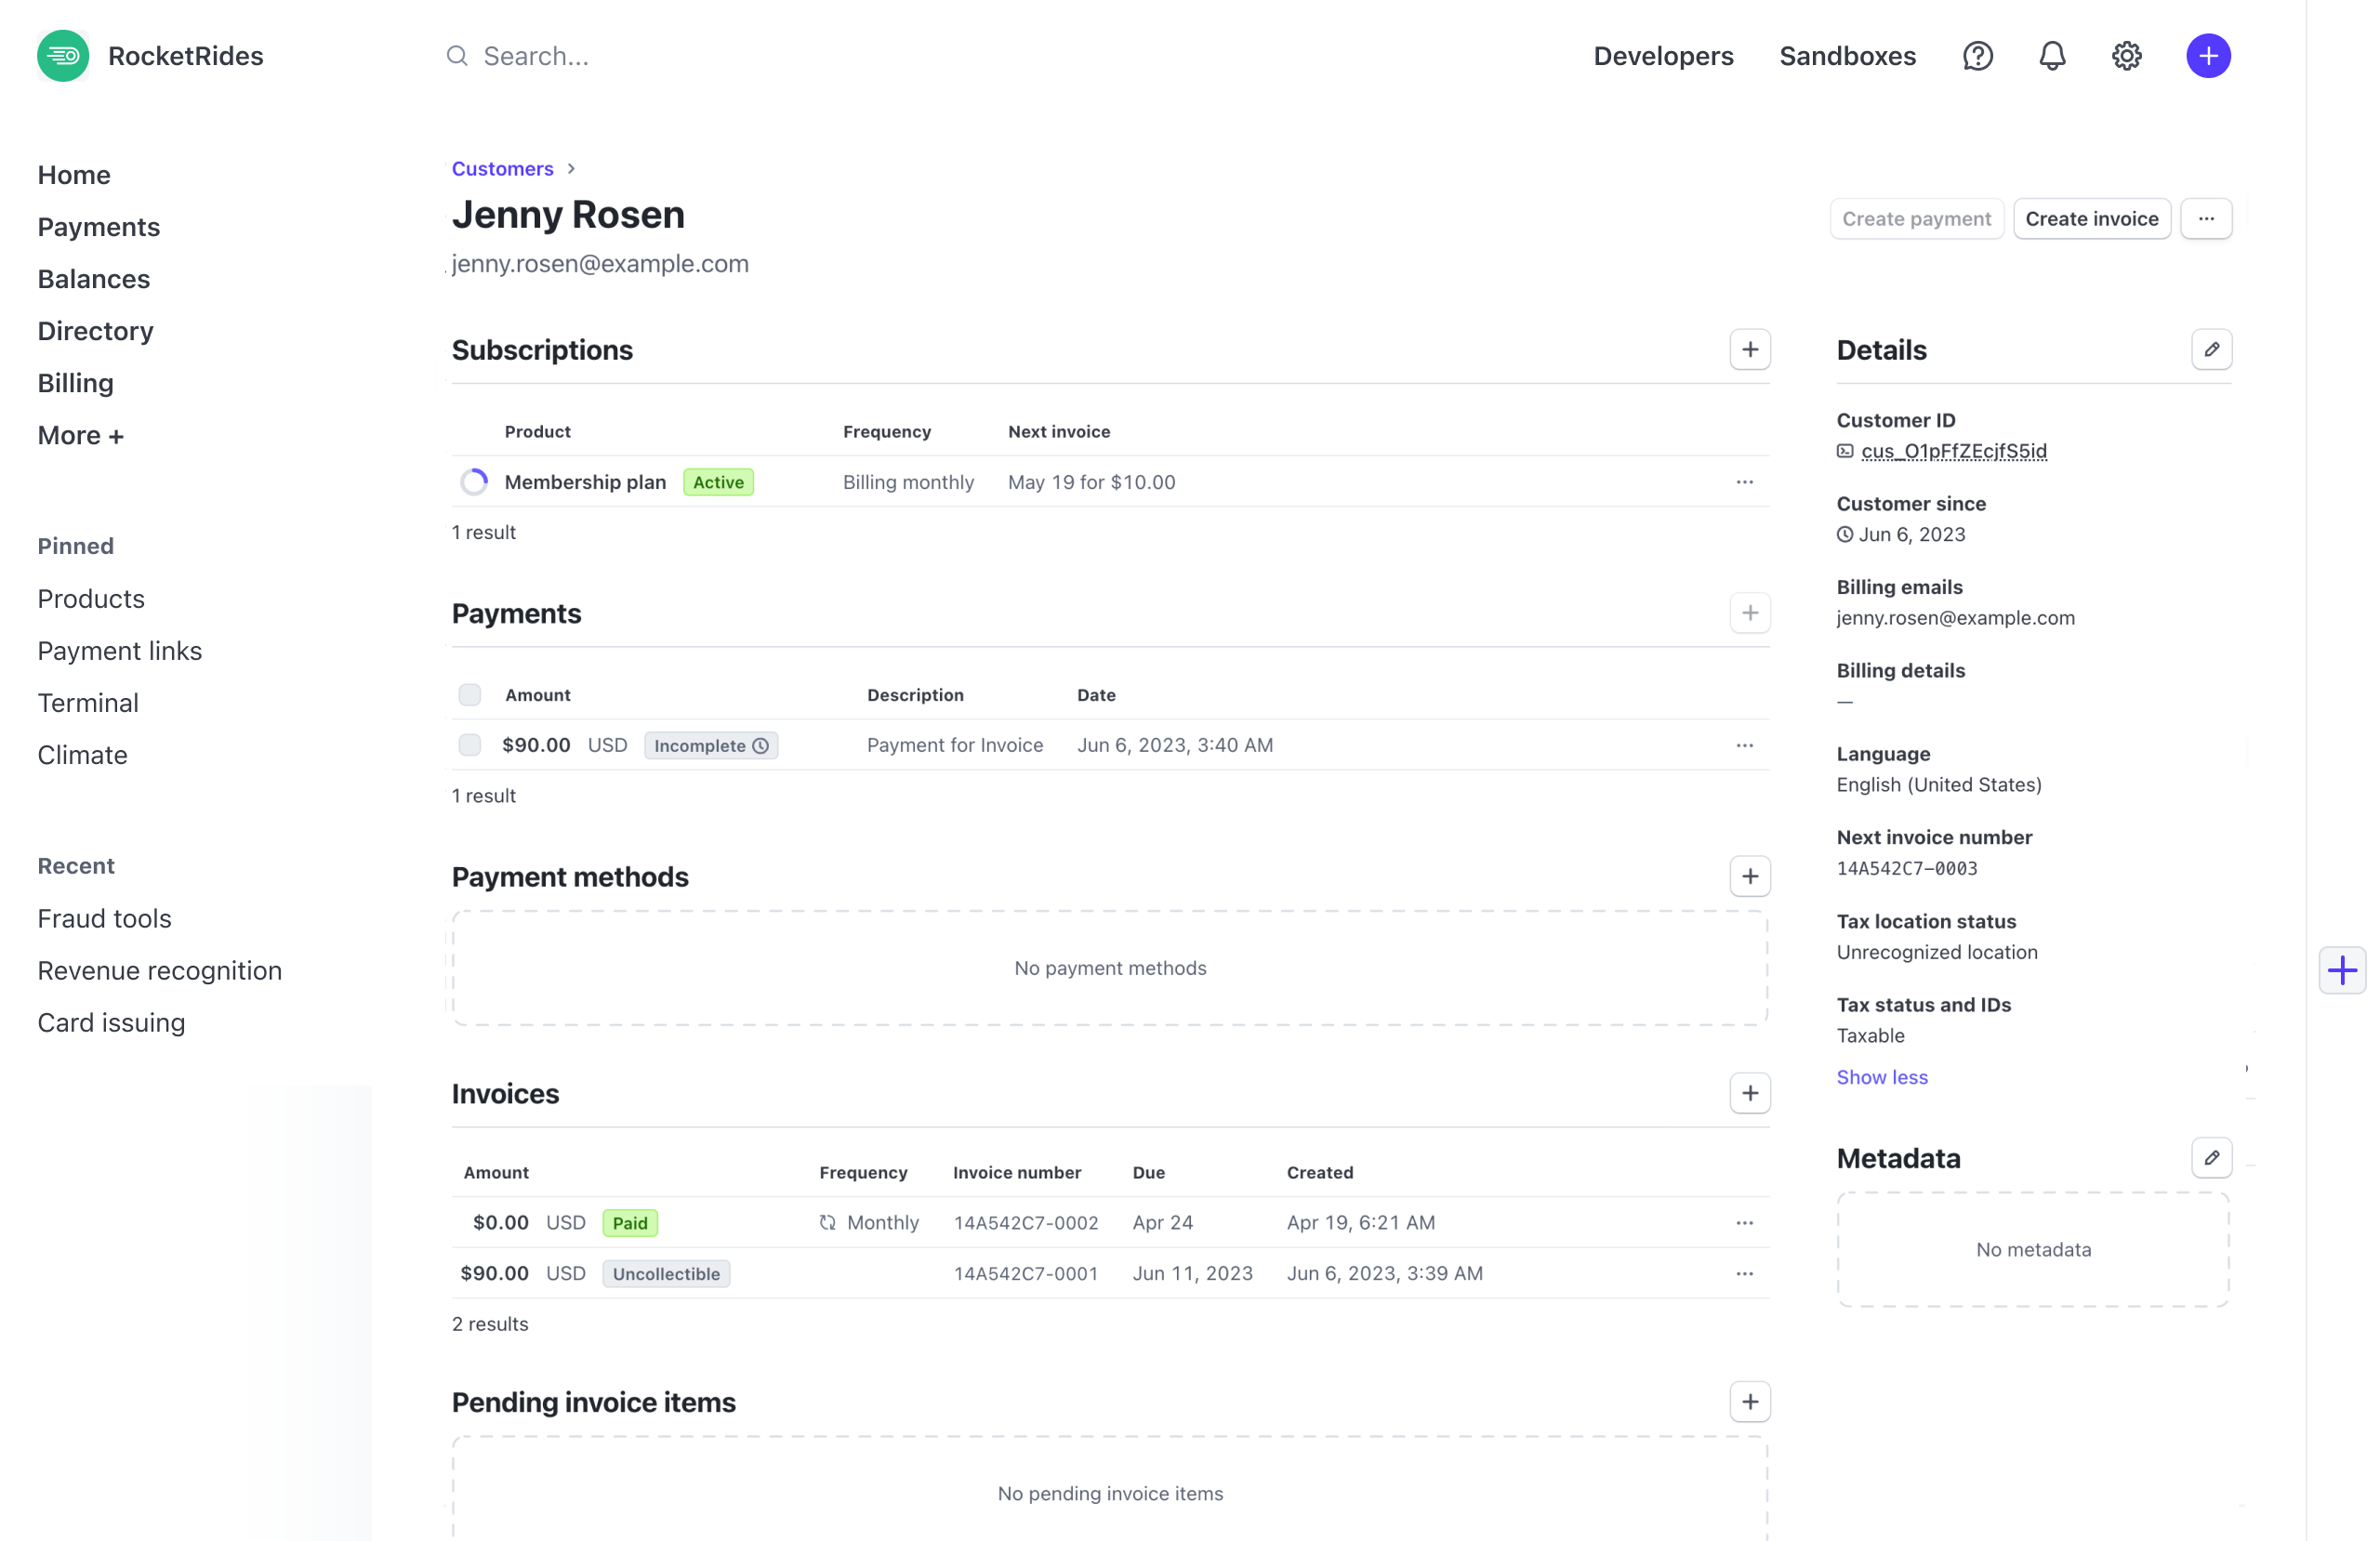 RocketRides
Search...
Developers
Sandboxes
Home
Payments
Balances
Directory
Billing
More +
Pinned
Products
Payment links
Terminal
Climate
Recent
Fraud tools
Revenue recognition
Card issuing
Customers
Jenny Rosen
jenny.rosen@example.com
Create payment
Create invoice
Subscriptions
Product Frequency Next invoice
Membership plan Active Billing monthly May 19 for $10.00
1 result
Payments
Amount Description Date
$90.00 USD Incomplete Payment for Invoice Jun 6, 2023, 3:40 AM
1 result
Payment methods
No payment methods
Invoices
Amount Frequency Invoice number Due Created
$0.00 USD Paid Monthly 14A542C7-0002 Apr 24 Apr 19, 6:21 AM
$90.00 USD Uncollectible 14A542C7-0001 Jun 11, 2023 Jun 6, 2023, 3:39 AM
2 results
Pending invoice items
No pending invoice items
Details
Customer ID
cus_O1pFfZEcjfS5id
Customer since
Jun 6, 2023
Billing emails
jenny.rosen@example.com
Billing details
—
Language
English (United States)
Next invoice number
14A542C7-0003
Tax location status
Unrecognized location
Tax status and IDs
Taxable
Show less
Metadata
No metadata